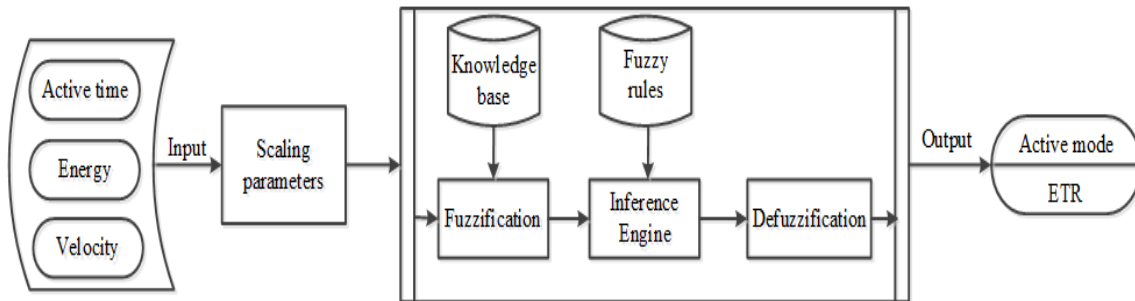 Active time
Energy
Velocity
Input
Scaling
parameters
Knowledge
base
Fuzzy
rules
Fuzzification
Inference
Engine
Defuzzification
Output
Active mode
ETR